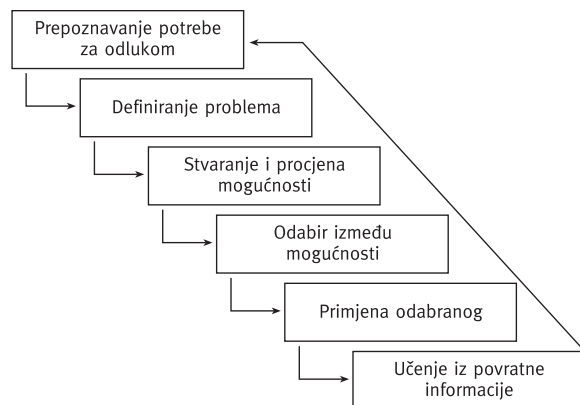 Prepoznavanje potrebe
za odlukom
Definiranje problema
Stvaranje i procjena
mogućnosti
Odabir između
mogućnosti
Primjena odabranog
Učenje iz povratne
informacije